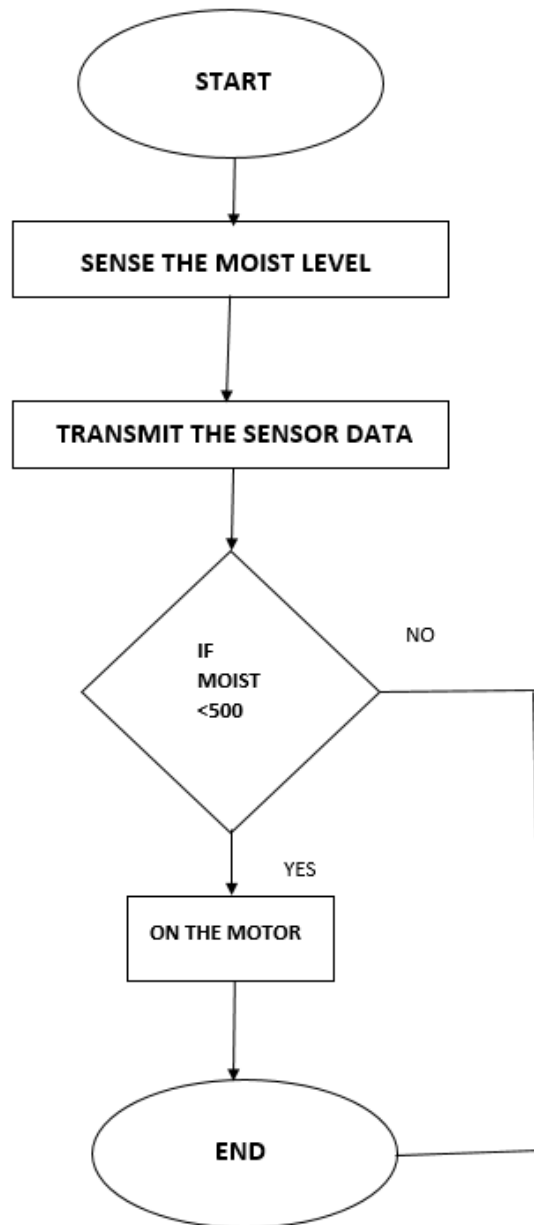 START
SENSE THE MOIST LEVEL
TRANSMIT THE SENSOR DATA
IF
MOIST
<500
NO
YES
ON THE MOTOR
END